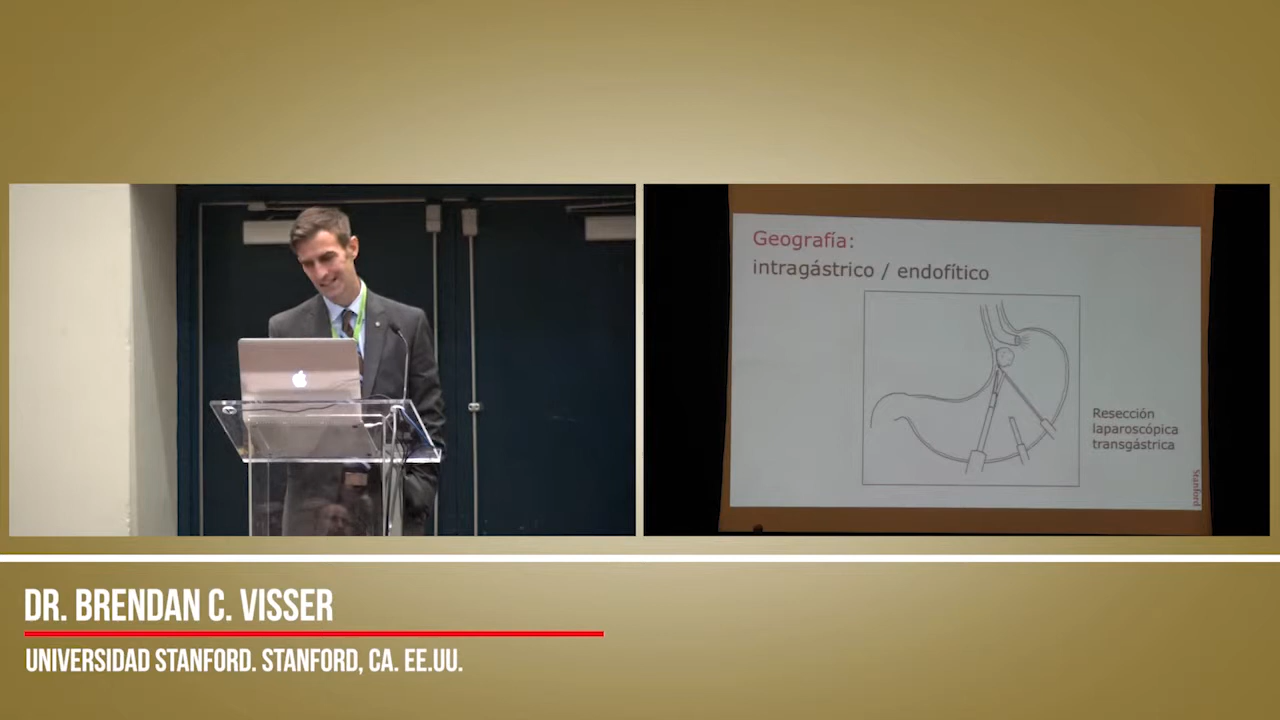 Geografía:
intragástrico / endofítico
Resección
laparoscópica
transgástrica
Stanford
DR. BRENDAN C. VISSER
UNIVERSIDAD STANFORD. STANFORD, CA. EE.UU.